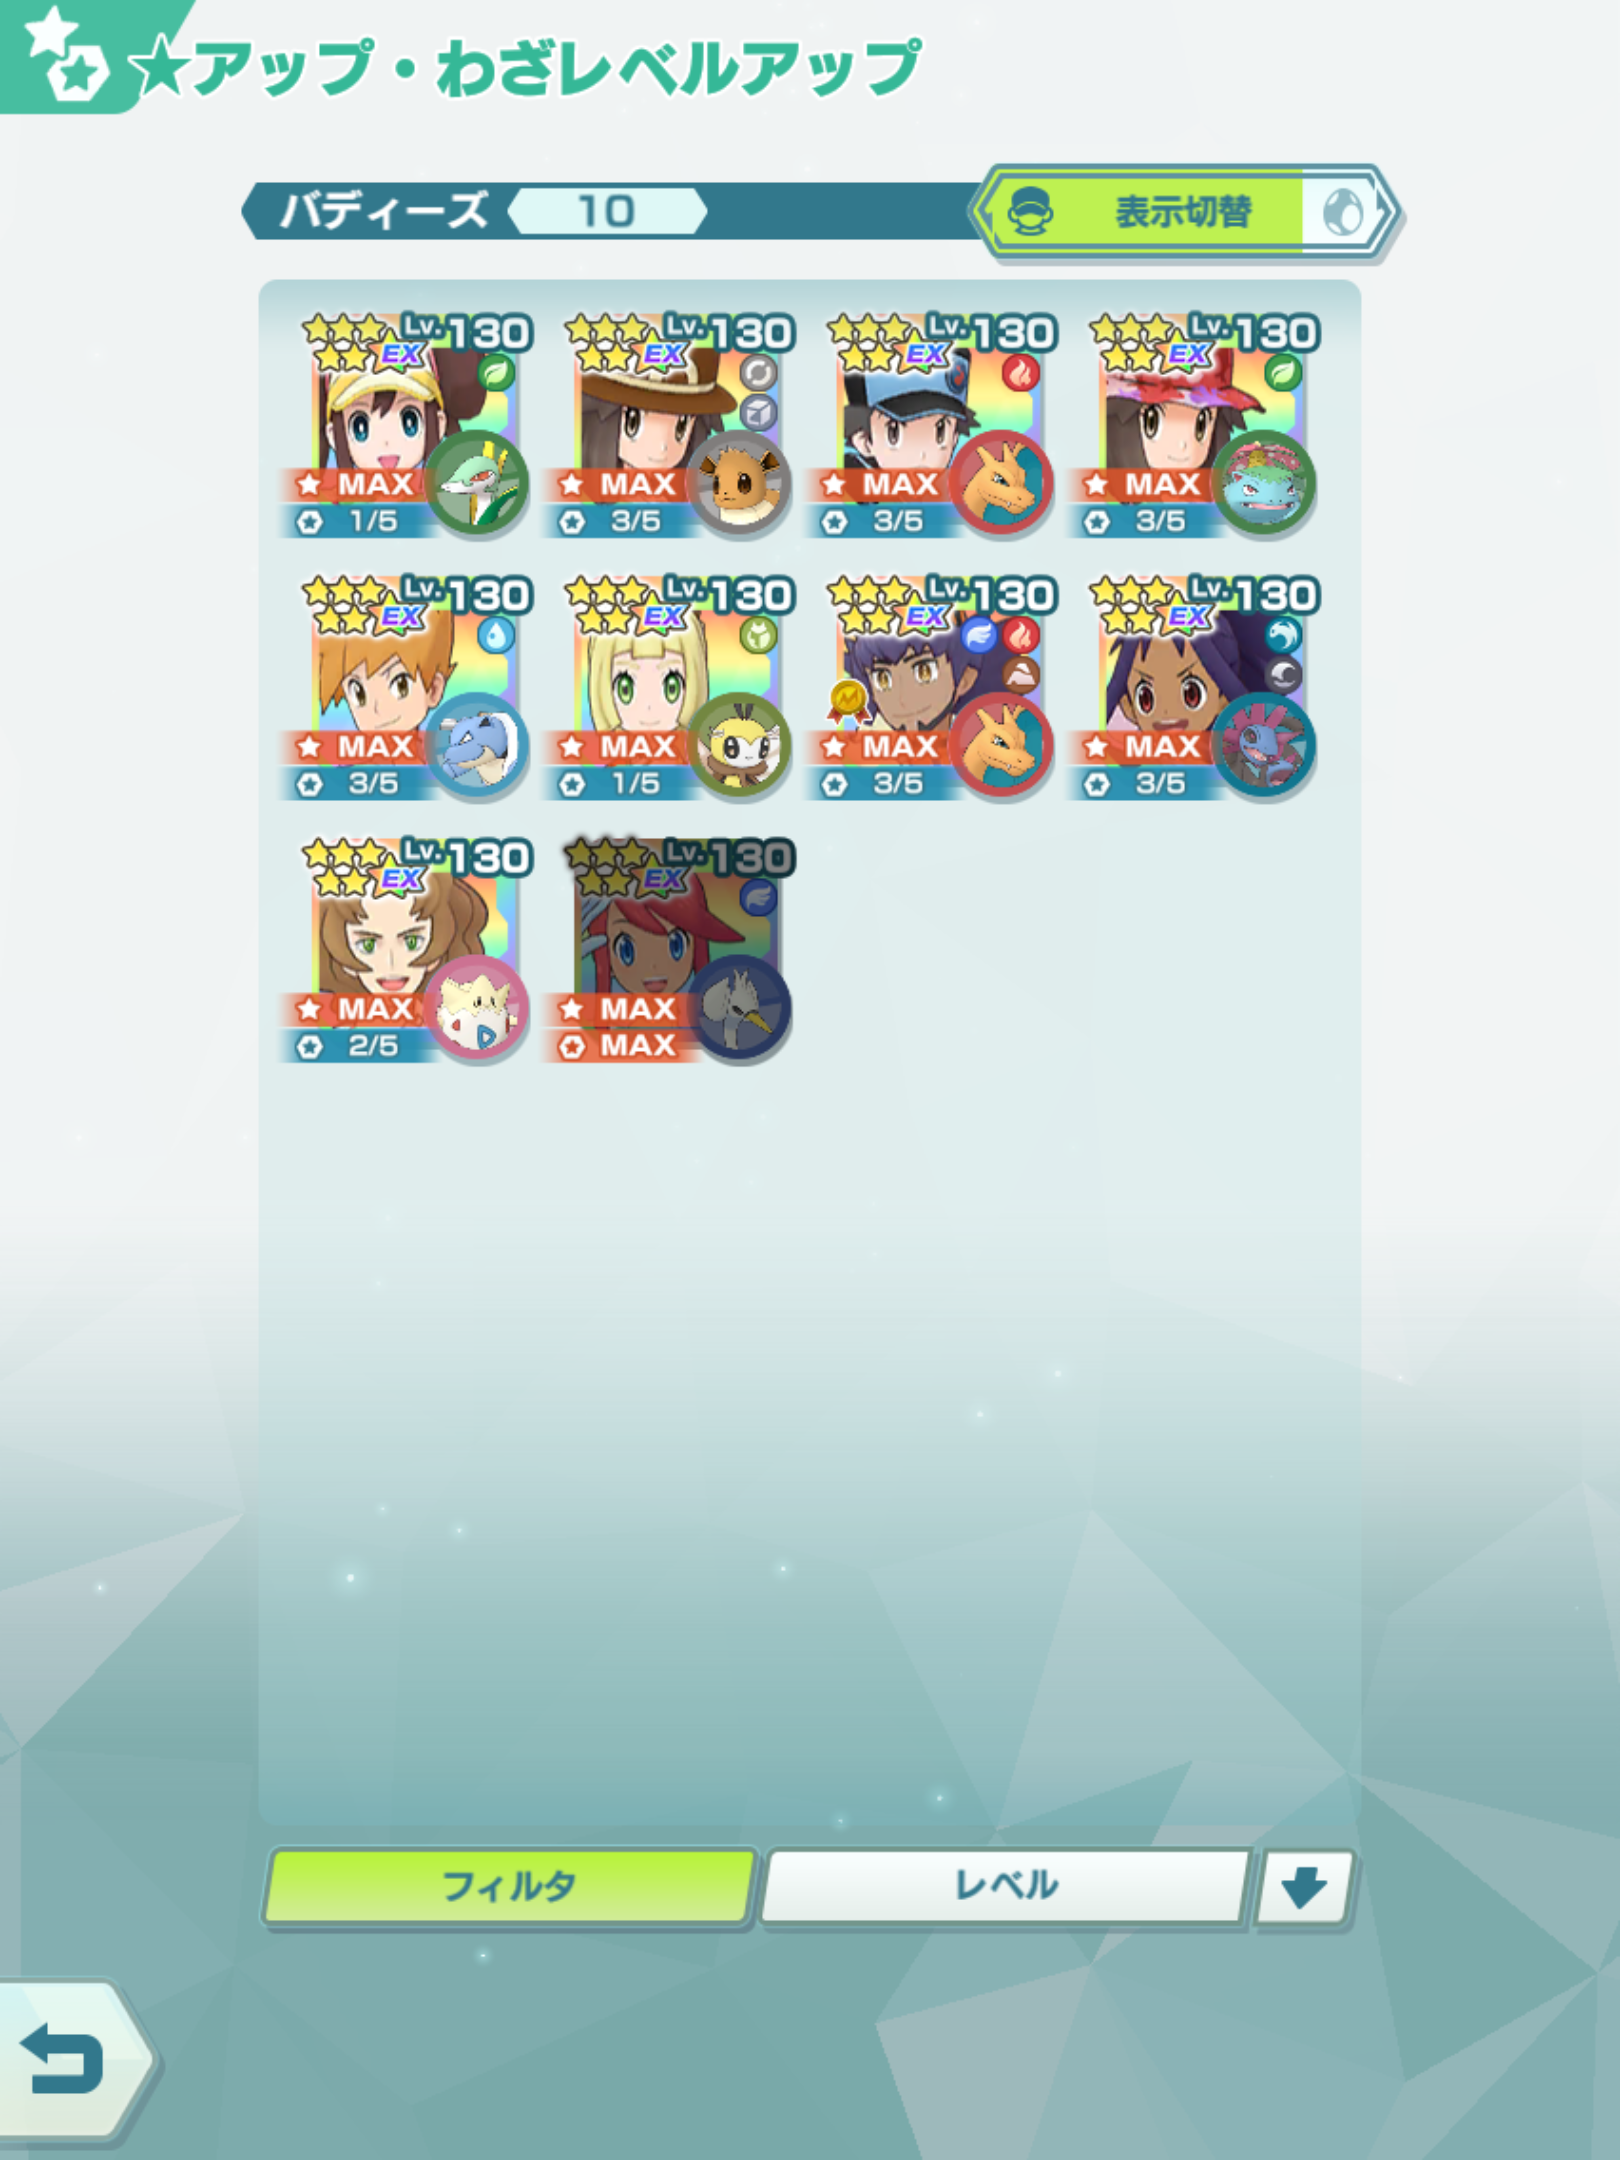 ★アップ・わざレベルアップ
バディーズ 10 表示切替
Lv.130 Lv.130 Lv.130 Lv.130
EX EX EX EX
MAX MAX MAX MAX
1/5 3/5 3/5 3/5
Lv.130 Lv.130 Lv.130 Lv.130
EX EX EX EX
MAX MAX MAX MAX
3/5 1/5 3/5 3/5
Lv.130 Lv.130
EX EX
MAX MAX
2/5 MAX
フィルタ レベル